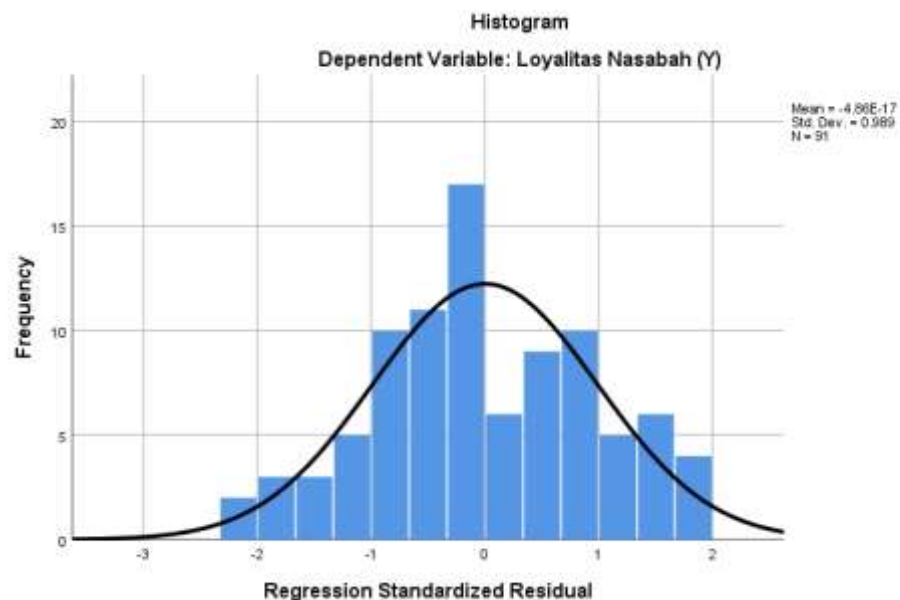 Histogram
Dependent Variable: Loyalitas Nasabah (Y)
Mean = -4.86E-17
Std. Dev. = 0.989
N = 91
20
15
10
5
0
Frequency
-3 -2 -1 0 1 2
Regression Standardized Residual